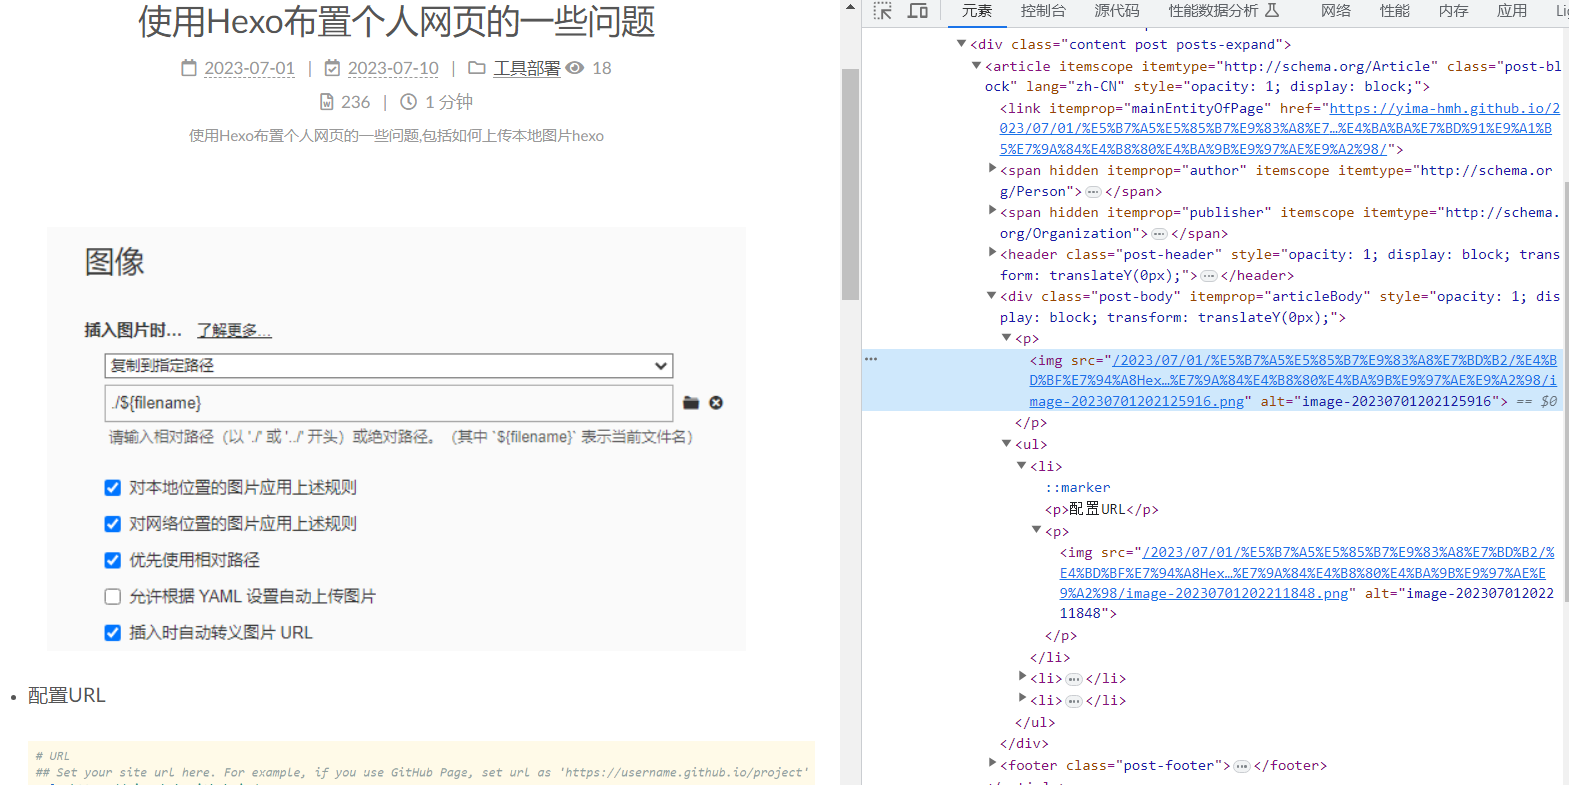 使用Hexo布置个人网页的一些问题
2023-07-01 | 2023-07-10 | 工具部署 18
236 | 1 分钟
使用Hexo布置个人网页的一些问题,包括如何上传本地图片hexo
图像
插入图片时... 了解更多...
复制到指定路径
./${filename}
请输入相对路径（以 './' 或 '../' 开头）或绝对路径。（其中 `${filename}` 表示当前文件名）
对本地位置的图片应用上述规则
对网络位置的图片应用上述规则
优先使用相对路径
允许根据 YAML 设置自动上传图片
插入时自动转义图片 URL
配置URL
# URL
## Set your site url here. For example, if you use GitHub Page, set url as 'https://username.github.io/project'
元素 控制台 源代码 性能数据分析 网络 性能 内存 应用
<div class="content post posts-expand">
<article itemscope itemtype="http://schema.org/Article" class="post-bl
ock" lang="zh-CN" style="opacity: 1; display: block;">
<link itemprop="mainEntityOfPage" href="https://yima-hmh.github.io/2
023/07/01/%E5%B7%A5%E5%85%B7%E9%83%A8%E7…%E4%BA%BA%E7%BD%91%E9%A1%B
5%E7%9A%84%E4%B8%80%E4%BA%9B%E9%97%AE%E9%A2%98/">
<span hidden itemprop="author" itemscope itemtype="http://schema.or
g/Person">…</span>
<span hidden itemprop="publisher" itemscope itemtype="http://schema.
org/Organization">…</span>
<header class="post-header" style="opacity: 1; display: block; trans
form: translateY(0px);">…</header>
<div class="post-body" itemprop="articleBody" style="opacity: 1; dis
play: block; transform: translateY(0px);">
<p>
<img src="/2023/07/01/%E5%B7%A5%E5%85%B7%E9%83%A8%E7%BD%B2/%E4%B
D%BF%E7%94%A8Hex…%E7%9A%84%E4%B8%80%E4%BA%9B%E9%97%AE%E9%A2%98/i
mage-20230701202125916.png" alt="image-20230701202125916"> == $0
</p>
<ul>
<li>
::marker
<p>配置URL</p>
<p>
<img src="/2023/07/01/%E5%B7%A5%E5%85%B7%E9%83%A8%E7%BD%B2/%
E4%BD%BF%E7%94%A8Hex…%E7%9A%84%E4%B8%80%E4%BA%9B%E9%97%AE%E
9%A2%98/image-20230701202211848.png" alt="image-20230701202
211848">
</p>
</li>
<li>…</li>
<li>…</li>
</ul>
</div>
<footer class="post-footer">…</footer>